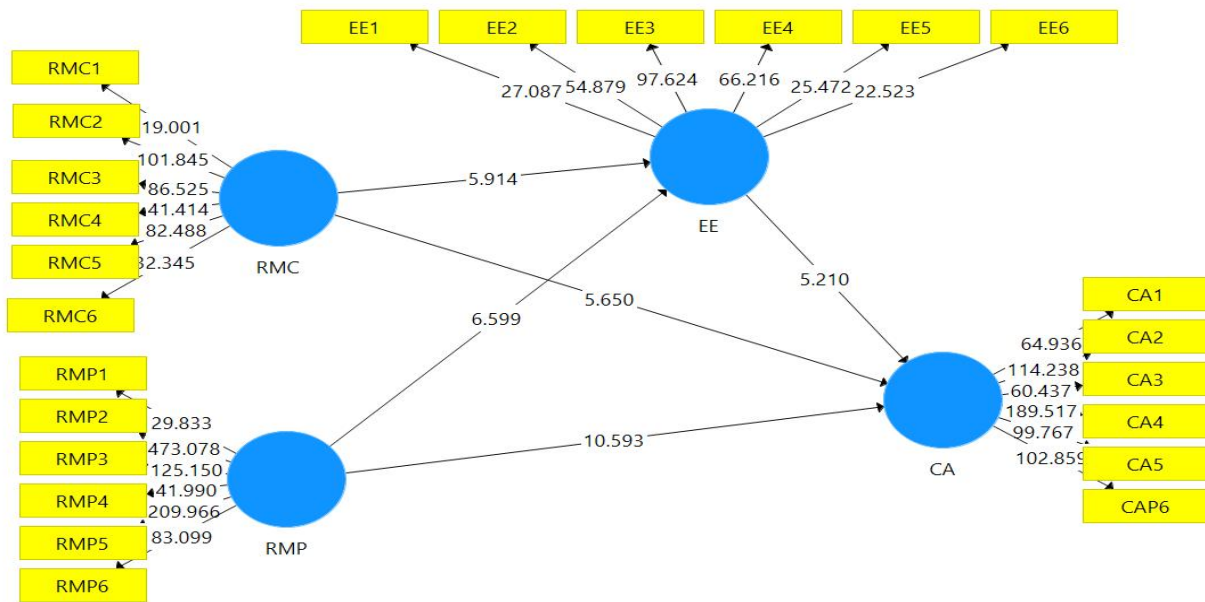 EE1
EE2
EE3
EE4
EE5
EE6
27.087
54.879
97.624
66.216
25.472
22.523
RMC1
RMC2
RMC3
RMC4
RMC5
RMC6
19.001
101.845
86.525
41.414
82.488
32.345
RMC
EE
5.914
5.650
5.210
6.599
10.593
RMP1
RMP2
RMP3
RMP4
RMP5
RMP6
29.833
473.078
125.150
41.990
209.966
83.099
RMP
CA
CA1
CA2
CA3
CA4
CA5
CAP6
64.936
114.238
60.437
189.517
99.767
102.859